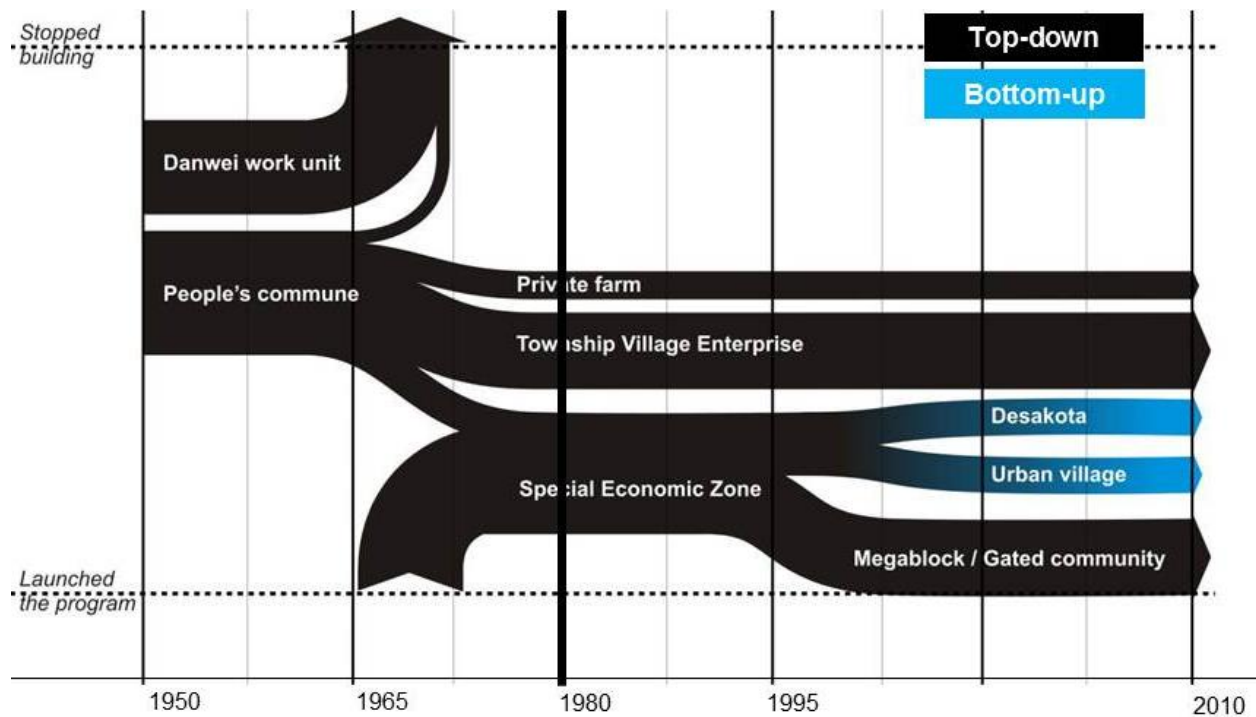 Stopped
building
Top-down
Bottom-up
Danwei work unit
People's commune
Private farm
Township Village Enterprise
Desakota
Urban village
Special Economic Zone
Megablock / Gated community
Launched
the program
1950
1965
1980
1995
2010